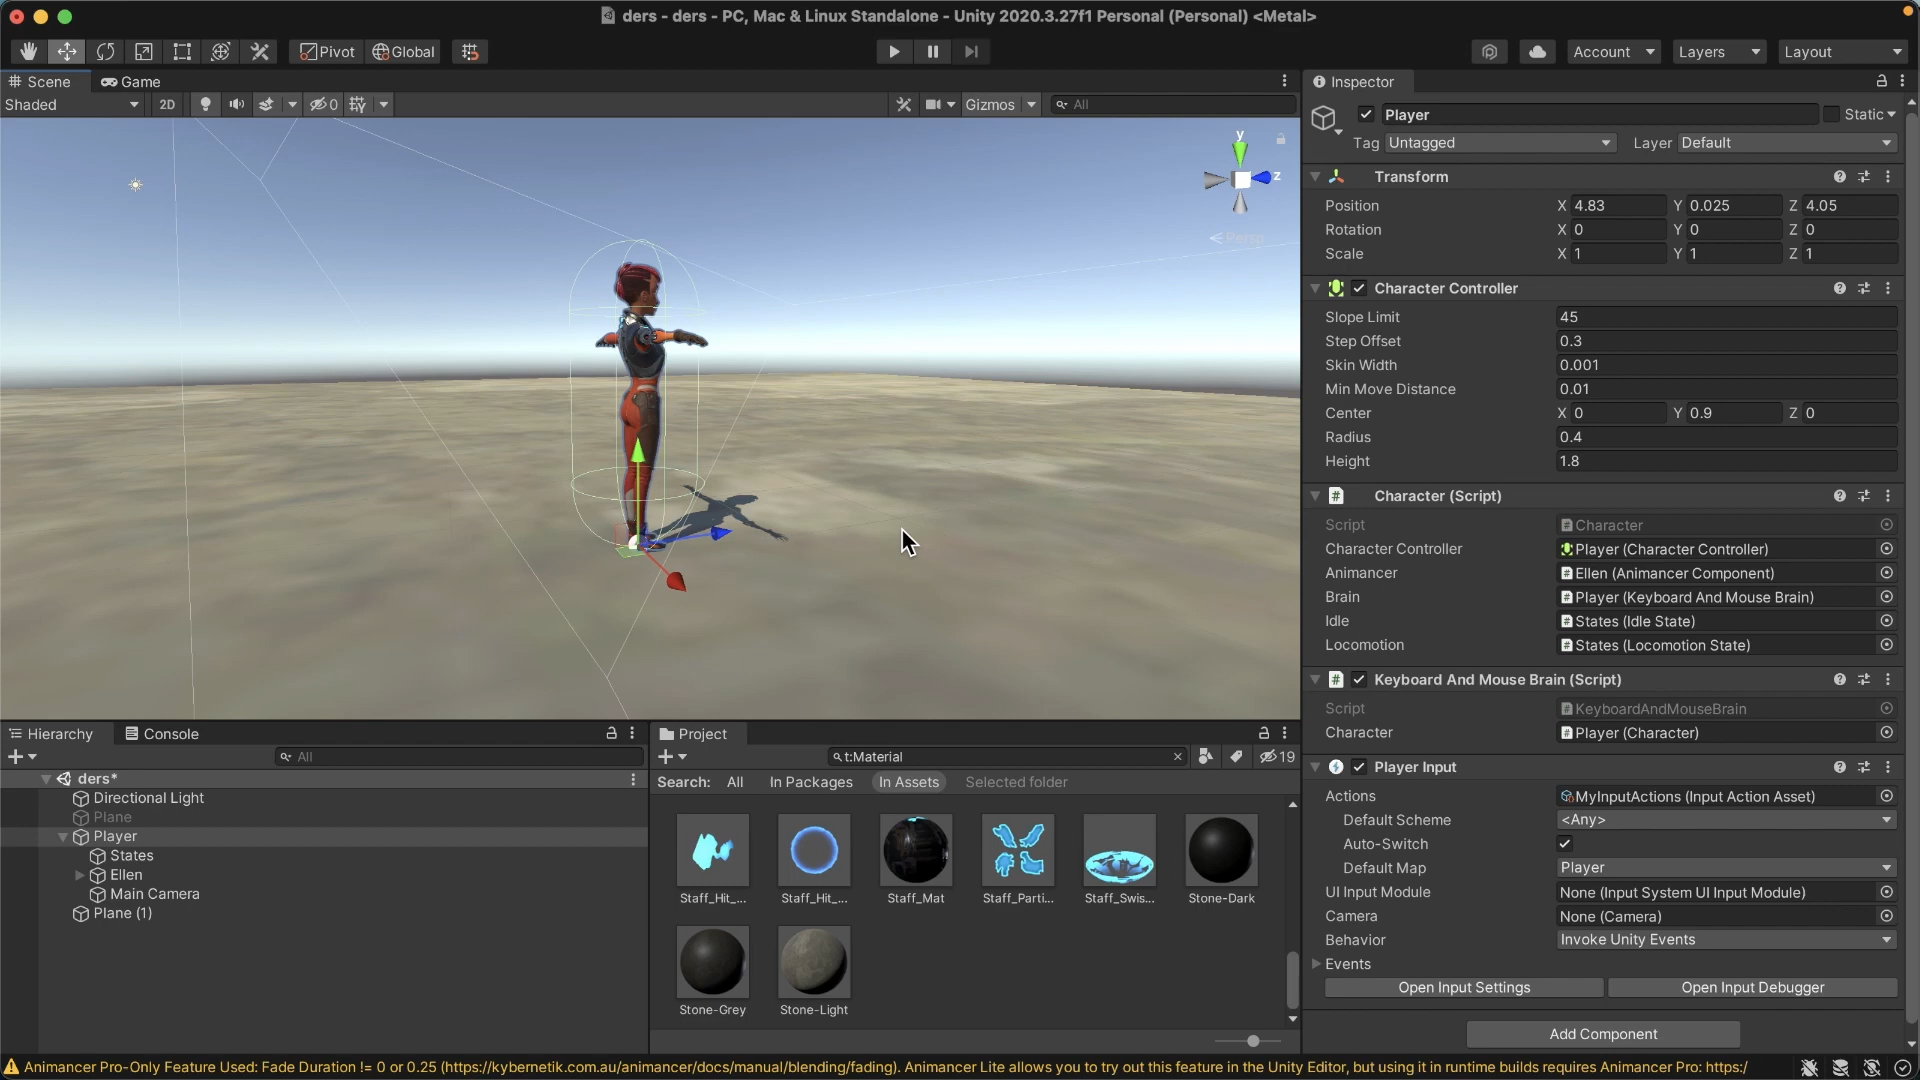 ders - ders - PC, Mac & Linux Standalone - Unity 2020.3.27f1 Personal (Personal) <Metal>
Pivot Global Account Layers Layout
Scene Game
Shaded 2D 0 Gizmos All
y
z
Persp
Inspector
Player Static
Tag Untagged Layer Default
Transform
Position X 4.83 Y 0.025 Z 4.05
Rotation X 0 Y 0 Z 0
Scale X 1 Y 1 Z 1
Character Controller
Slope Limit 45
Step Offset 0.3
Skin Width 0.001
Min Move Distance 0.01
Center X 0 Y 0.9 Z 0
Radius 0.4
Height 1.8
Character (Script)
Script Character
Character Controller Player (Character Controller)
Animancer Ellen (Animancer Component)
Brain Player (Keyboard And Mouse Brain)
Idle States (Idle State)
Locomotion States (Locomotion State)
Keyboard And Mouse Brain (Script)
Script KeyboardAndMouseBrain
Character Player (Character)
Player Input
Actions MyInputActions (Input Action Asset)
Default Scheme <Any>
Auto-Switch
Default Map Player
UI Input Module None (Input System UI Input Module)
Camera None (Camera)
Behavior Invoke Unity Events
Events
Open Input Settings Open Input Debugger
Add Component
Hierarchy Console
All
ders*
Directional Light
Plane
Player
States
Ellen
Main Camera
Plane (1)
Project
t:Material 19
Search: All In Packages In Assets Selected folder
Staff_Hit_... Staff_Hit_... Staff_Mat Staff_Parti... Staff_Swis... Stone-Dark
Stone-Grey Stone-Light
Animancer Pro-Only Feature Used: Fade Duration != 0 or 0.25 (https://kybernetik.com.au/animancer/docs/manual/blending/fading). Animancer Lite allows you to try out this feature in the Unity Editor, but using it in runtime builds requires Animancer Pro: https:/